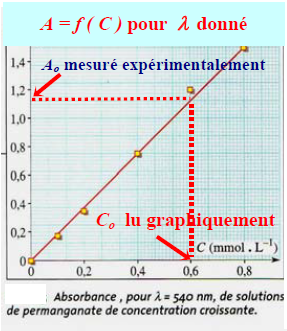 A = f ( C ) pour λ donné
1,4
Ao mesuré expérimentalement
1,2
1,0
0,8
0,6
0,4
0,2
Co lu graphiquement
C (mmol . L⁻¹)
0
0 0,2 0,4 0,6 0,8
Absorbance , pour λ = 540 nm, de solutions
de permanganate de concentration croissante.